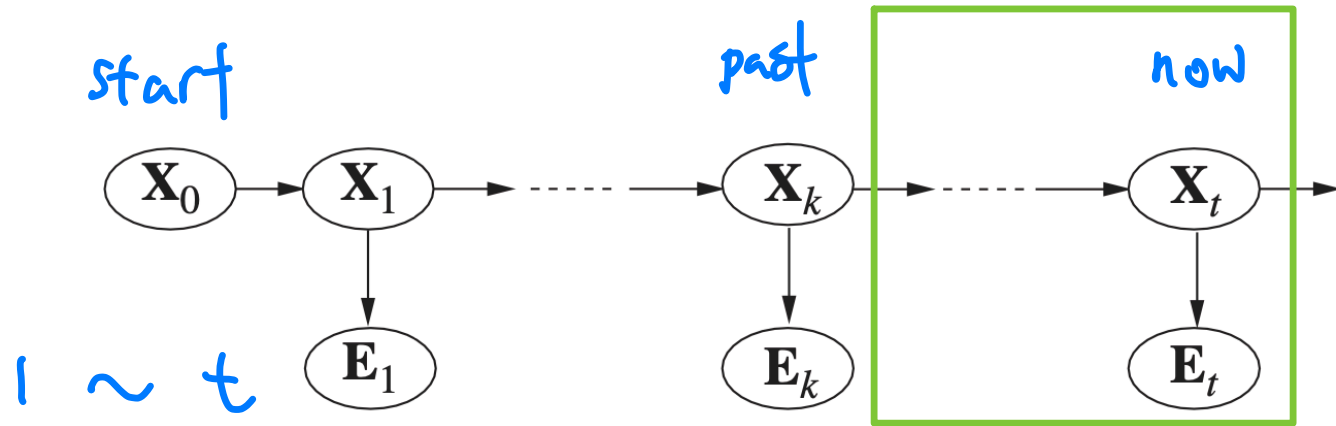 start past now
X₀ X₁ Xₖ Xₜ
E₁ Eₖ Eₜ
1 ~ t